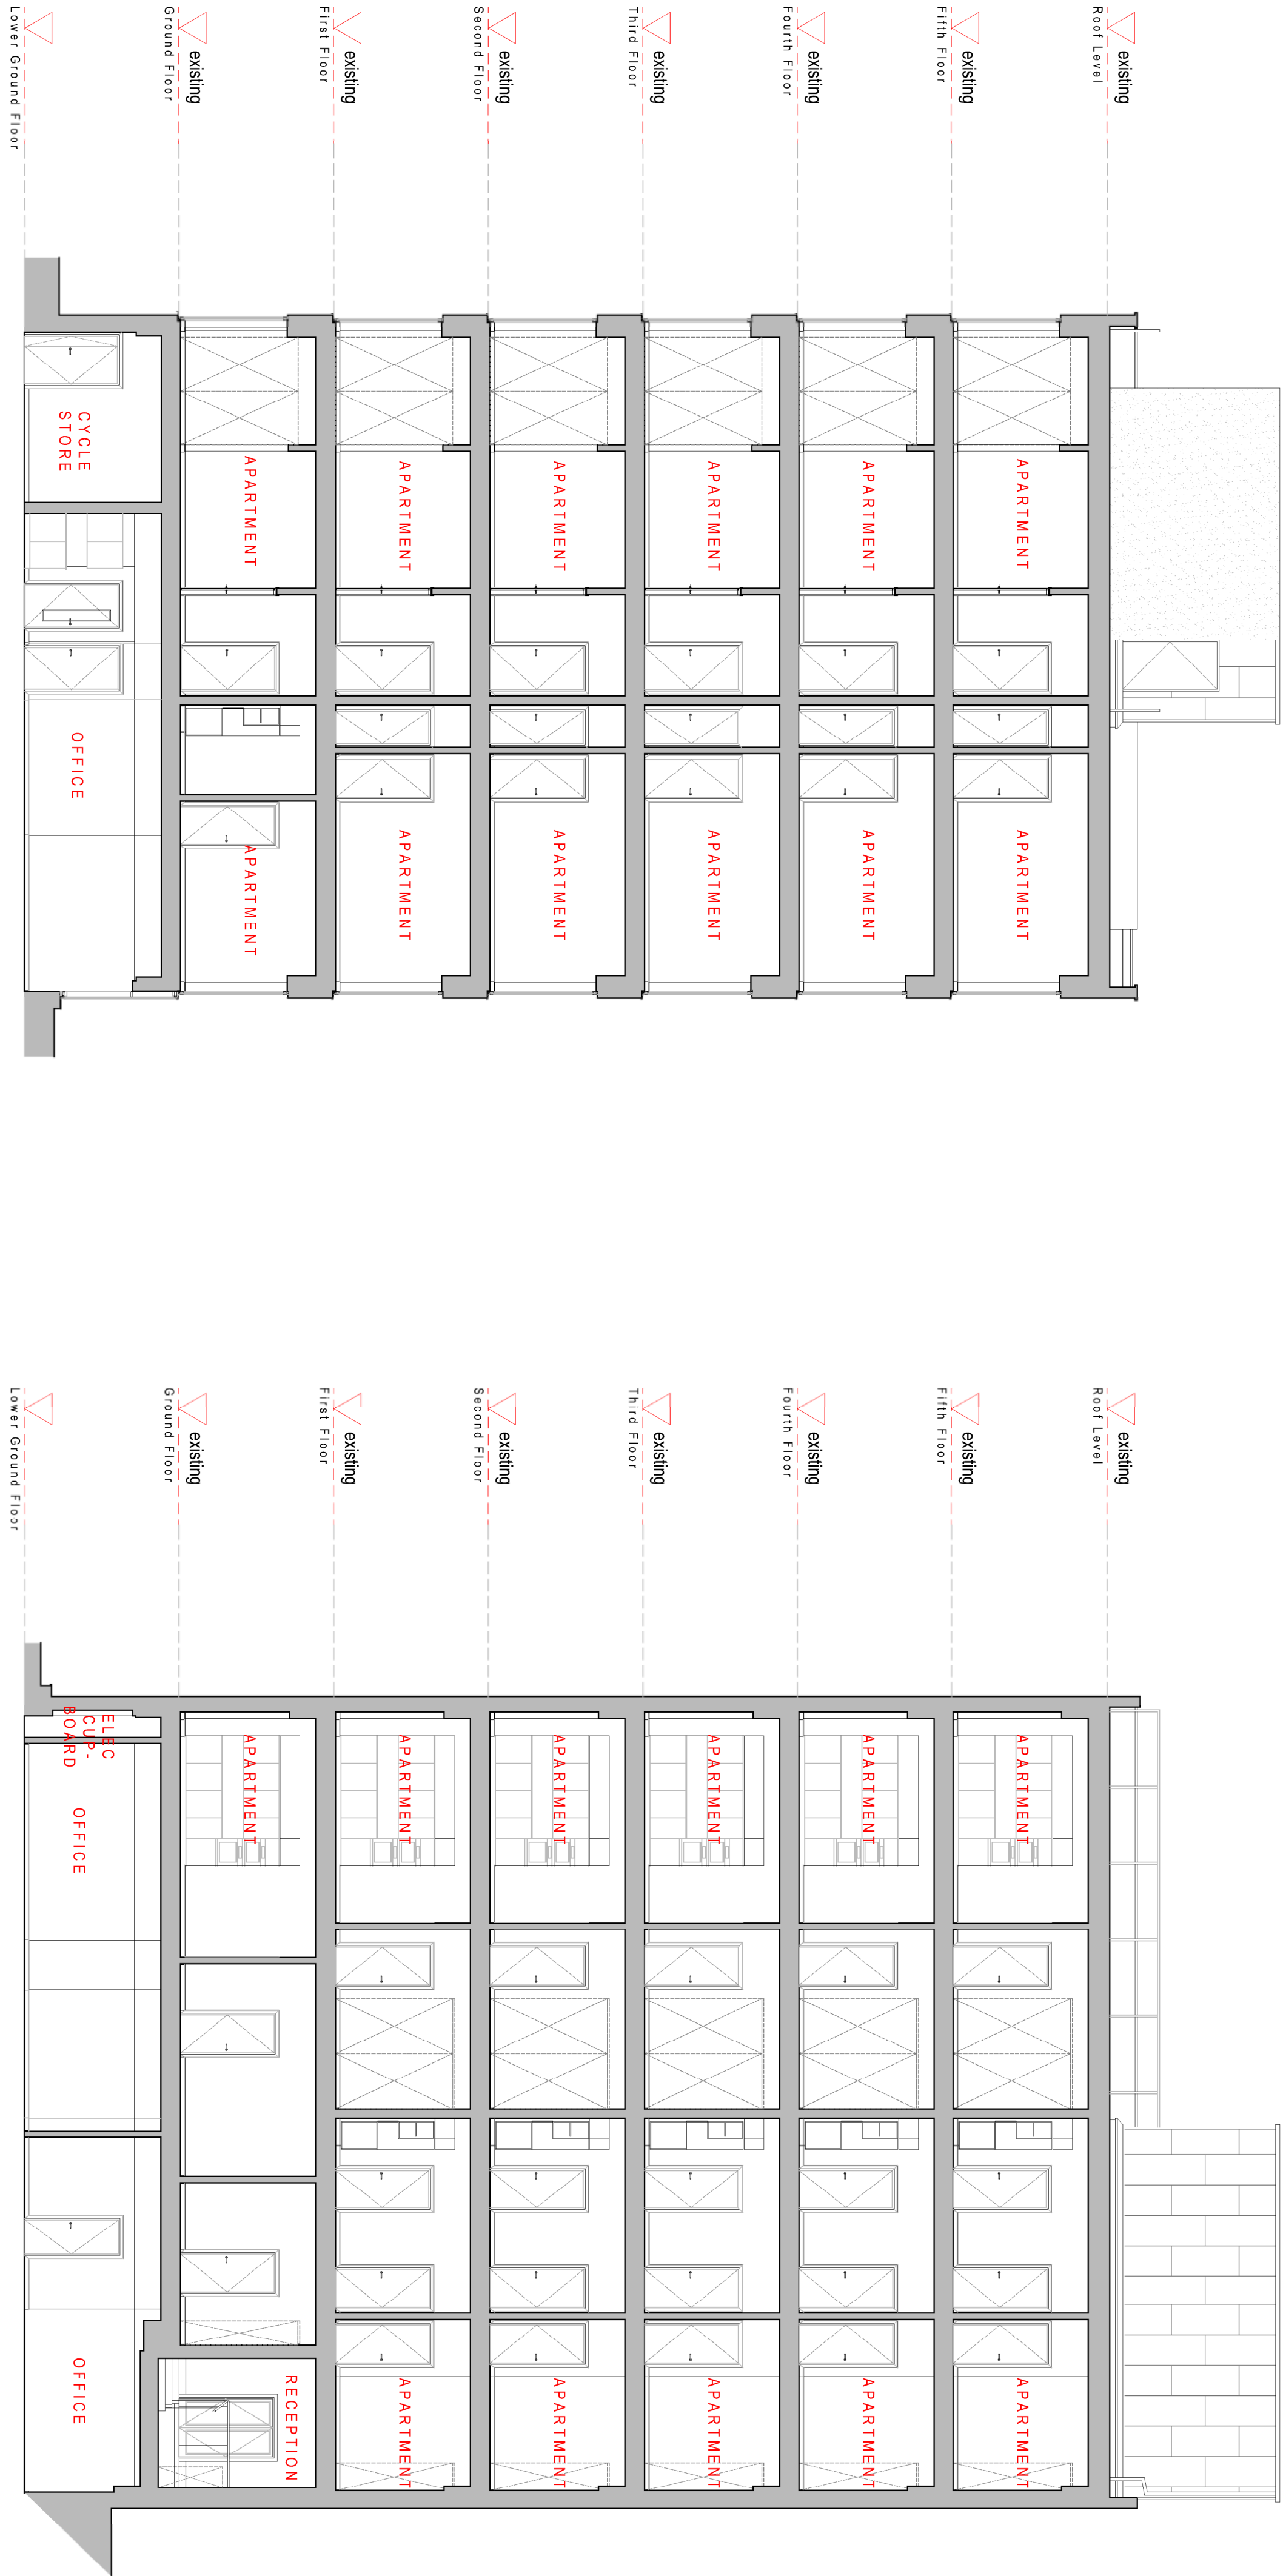 existing
Roof Level
existing
Fifth Floor
existing
Fourth Floor
existing
Third Floor
existing
Second Floor
existing
First Floor
existing
Ground Floor
Lower Ground Floor
APARTMENT
APARTMENT
APARTMENT
APARTMENT
APARTMENT
APARTMENT
APARTMENT
APARTMENT
APARTMENT
APARTMENT
APARTMENT
APARTMENT
CYCLE
STORE
OFFICE
existing
Roof Level
existing
Fifth Floor
existing
Fourth Floor
existing
Third Floor
existing
Second Floor
existing
First Floor
existing
Ground Floor
Lower Ground Floor
APARTMENT
APARTMENT
APARTMENT
APARTMENT
APARTMENT
APARTMENT
APARTMENT
APARTMENT
APARTMENT
APARTMENT
APARTMENT
RECEPTION
ELEC
CUP-
BOARD
OFFICE
OFFICE